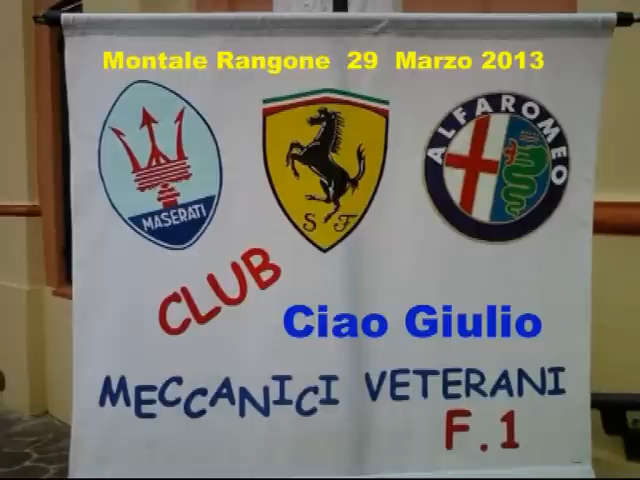 Montale Rangone 29 Marzo 2013
MASERATI
S F
ALFA ROMEO
CLUB
Ciao Giulio
MECCANICI VETERANI
F.1